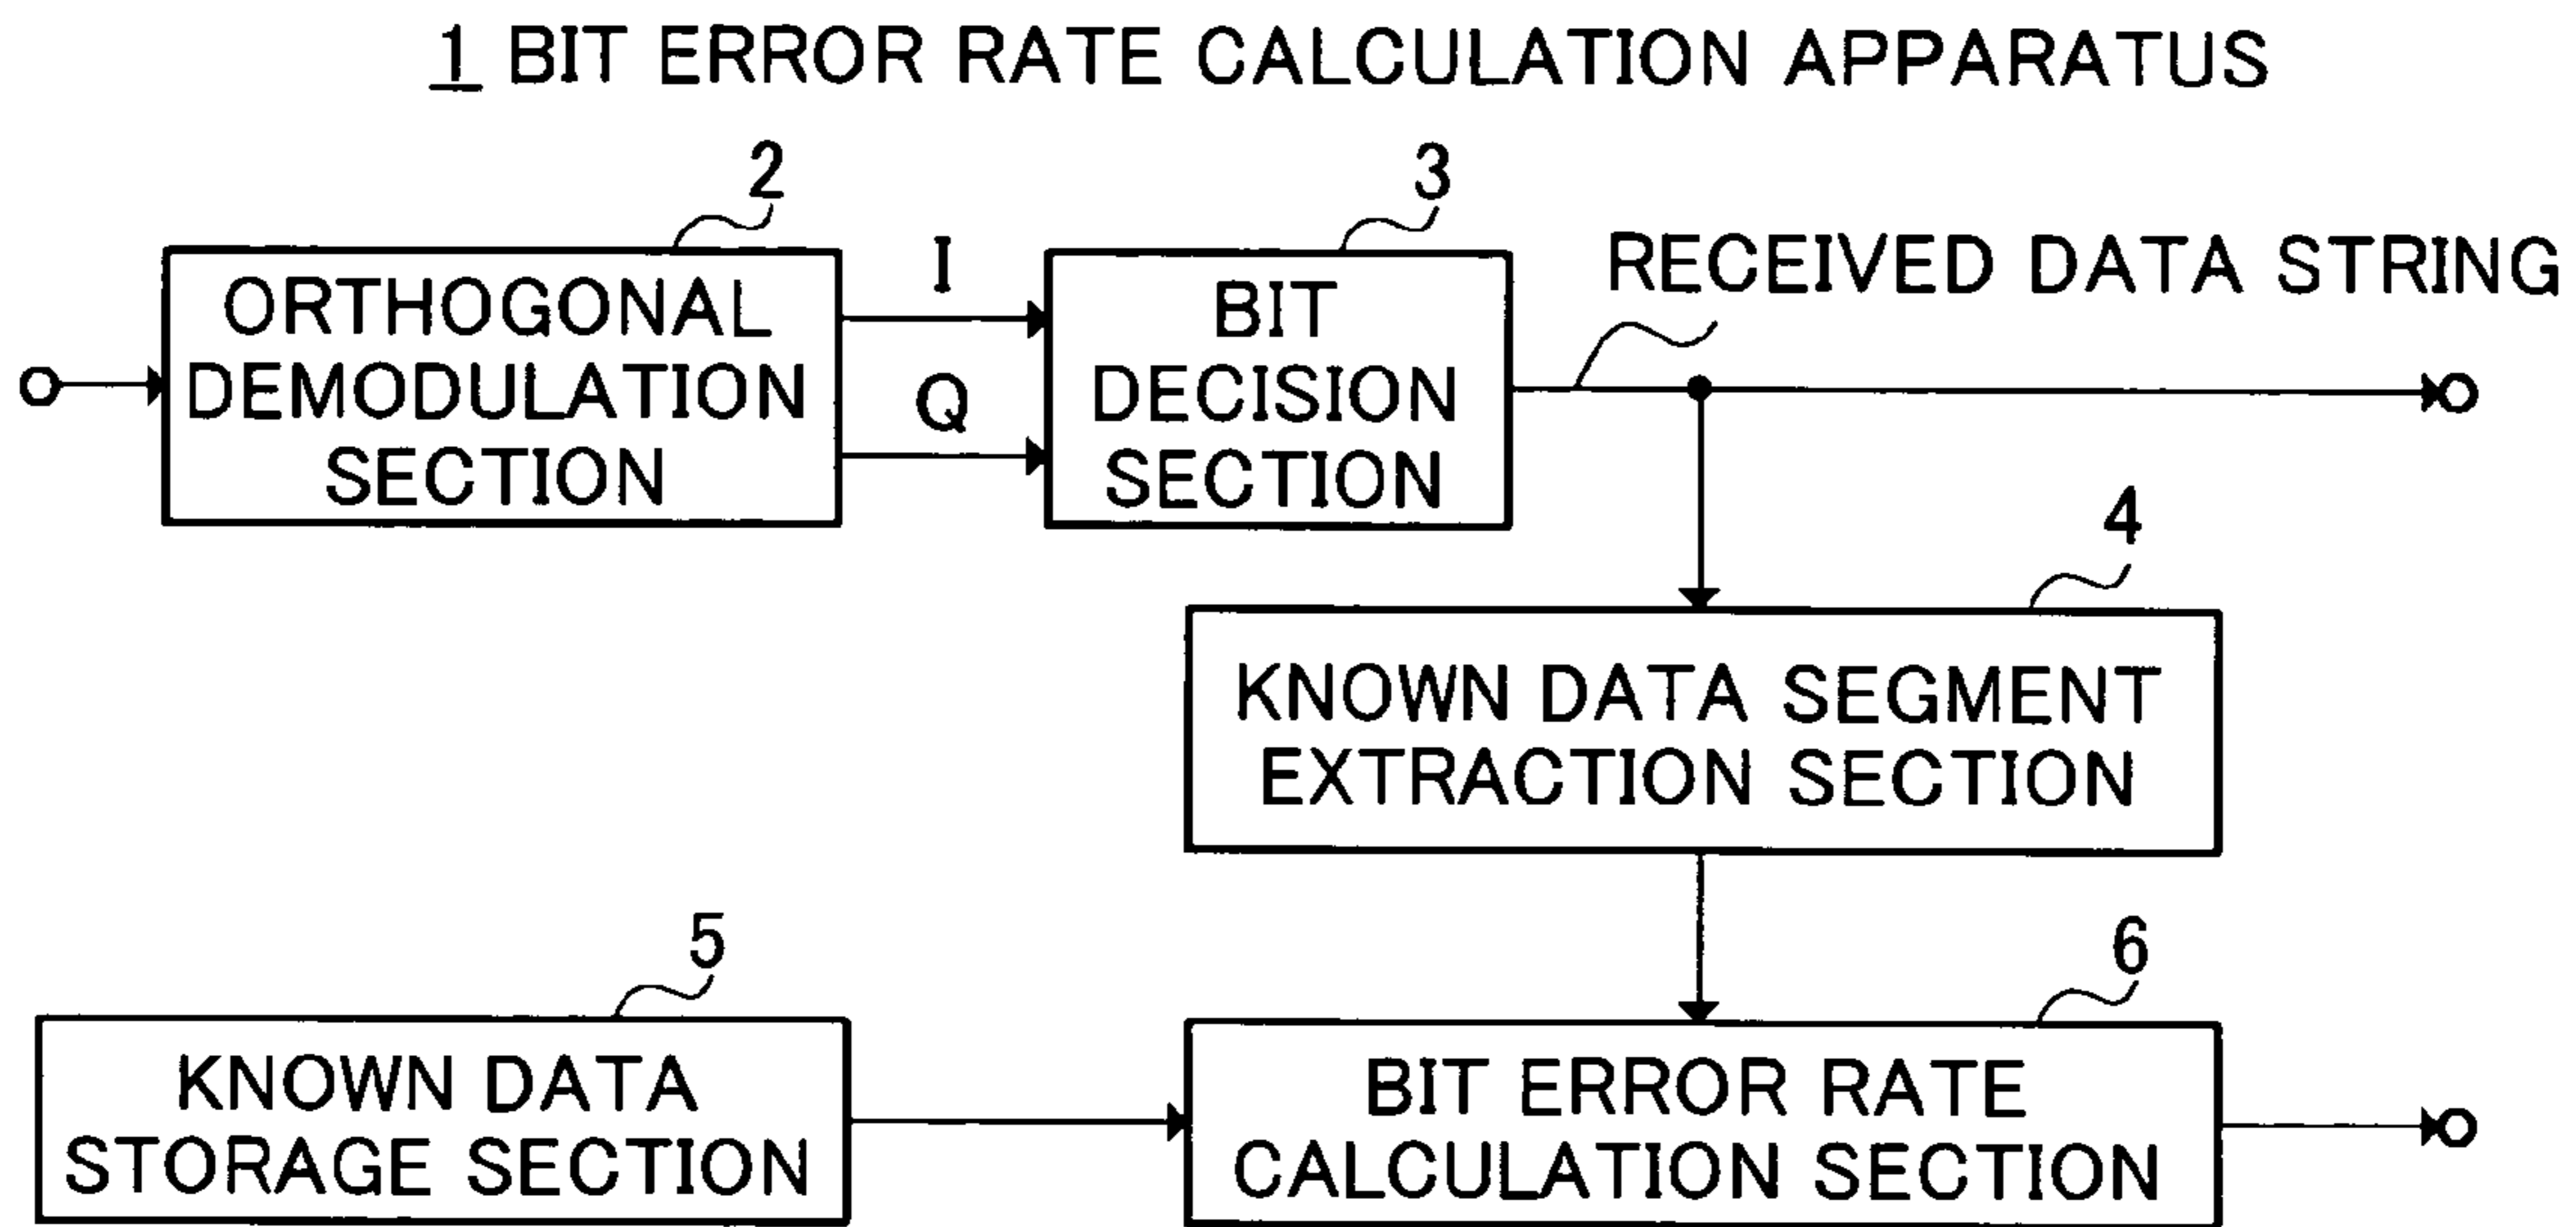 1 BIT ERROR RATE CALCULATION APPARATUS
2
3
ORTHOGONAL
DEMODULATION
SECTION
I
Q
BIT
DECISION
SECTION
RECEIVED DATA STRING
4
KNOWN DATA SEGMENT
EXTRACTION SECTION
5
KNOWN DATA
STORAGE SECTION
6
BIT ERROR RATE
CALCULATION SECTION